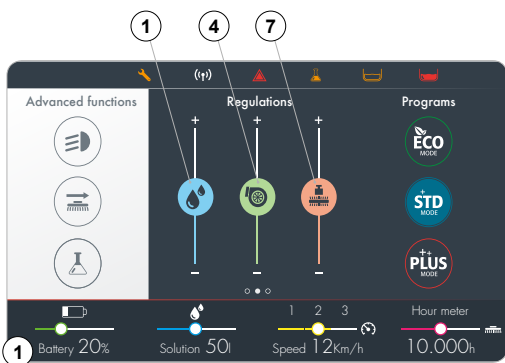 1 4 7
Advanced functions Regulations Programs
+ + +
ECO
MODE
+
STD
MODE
++
PLUS
MODE
− − −
1 2 3 Hour meter
1 Battery 20% Solution 50l Speed 12Km/h 10.000h